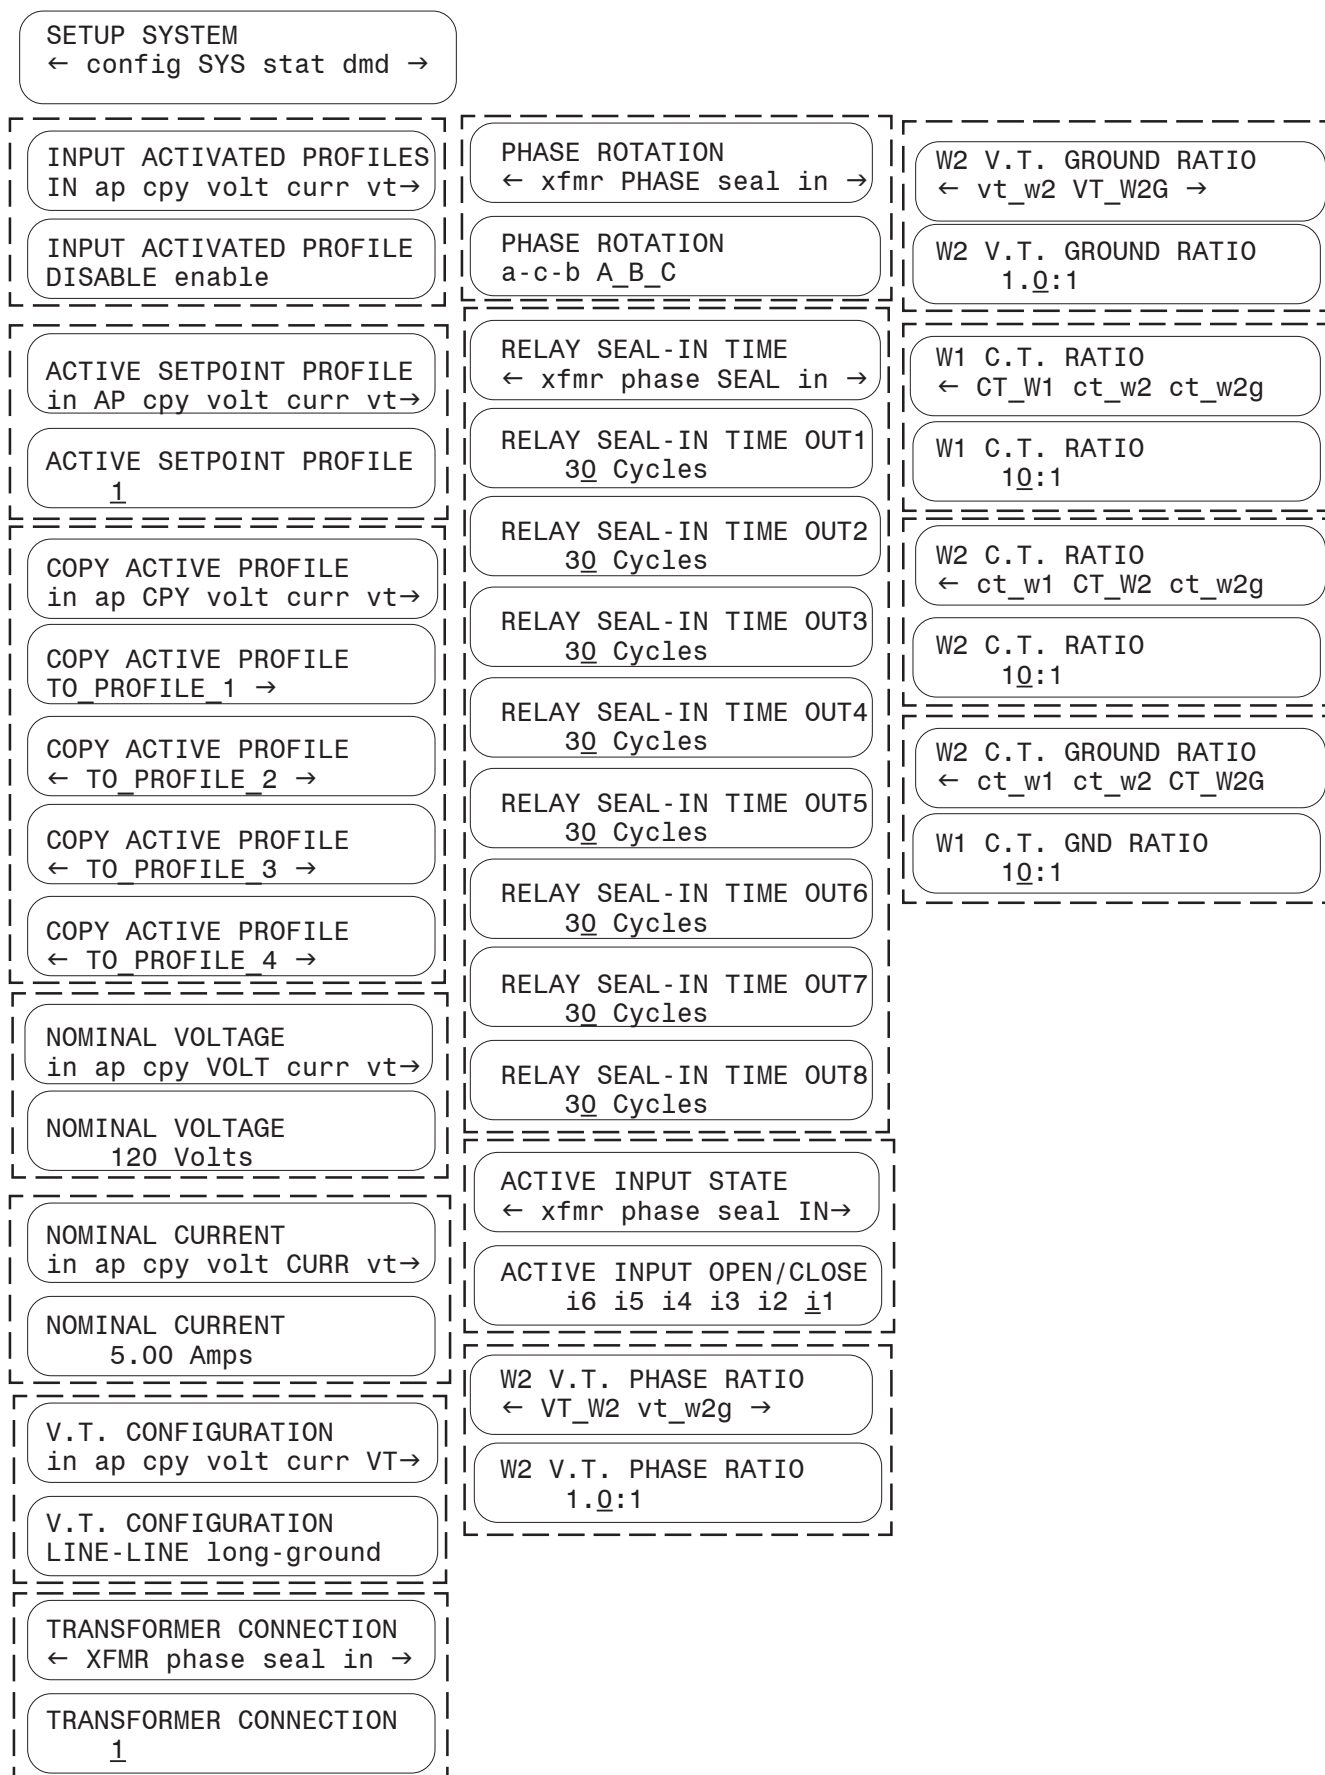 SETUP SYSTEM
← config SYS stat dmd →
INPUT ACTIVATED PROFILES
IN ap cpy volt curr vt→
INPUT ACTIVATED PROFILE
DISABLE enable
ACTIVE SETPOINT PROFILE
in AP cpy volt curr vt→
ACTIVE SETPOINT PROFILE
1
COPY ACTIVE PROFILE
in ap CPY volt curr vt→
COPY ACTIVE PROFILE
TO_PROFILE_1 →
COPY ACTIVE PROFILE
← TO_PROFILE_2 →
COPY ACTIVE PROFILE
← TO_PROFILE_3 →
COPY ACTIVE PROFILE
← TO_PROFILE_4 →
NOMINAL VOLTAGE
in ap cpy VOLT curr vt→
NOMINAL VOLTAGE
120 Volts
NOMINAL CURRENT
in ap cpy volt CURR vt→
NOMINAL CURRENT
5.00 Amps
V.T. CONFIGURATION
in ap cpy volt curr VT→
V.T. CONFIGURATION
LINE-LINE long-ground
TRANSFORMER CONNECTION
← XFMR phase seal in →
TRANSFORMER CONNECTION
1
PHASE ROTATION
← xfmr PHASE seal in →
PHASE ROTATION
a-c-b A_B_C
RELAY SEAL-IN TIME
← xfmr phase SEAL in →
RELAY SEAL-IN TIME OUT1
30 Cycles
RELAY SEAL-IN TIME OUT2
30 Cycles
RELAY SEAL-IN TIME OUT3
30 Cycles
RELAY SEAL-IN TIME OUT4
30 Cycles
RELAY SEAL-IN TIME OUT5
30 Cycles
RELAY SEAL-IN TIME OUT6
30 Cycles
RELAY SEAL-IN TIME OUT7
30 Cycles
RELAY SEAL-IN TIME OUT8
30 Cycles
ACTIVE INPUT STATE
← xfmr phase seal IN→
ACTIVE INPUT OPEN/CLOSE
i6 i5 i4 i3 i2 i1
W2 V.T. PHASE RATIO
← VT_W2 vt_w2g →
W2 V.T. PHASE RATIO
1.0:1
W2 V.T. GROUND RATIO
← vt_w2 VT_W2G →
W2 V.T. GROUND RATIO
1.0:1
W1 C.T. RATIO
← CT_W1 ct_w2 ct_w2g
W1 C.T. RATIO
10:1
W2 C.T. RATIO
← ct_w1 CT_W2 ct_w2g
W2 C.T. RATIO
10:1
W2 C.T. GROUND RATIO
← ct_w1 ct_w2 CT_W2G
W1 C.T. GND RATIO
10:1